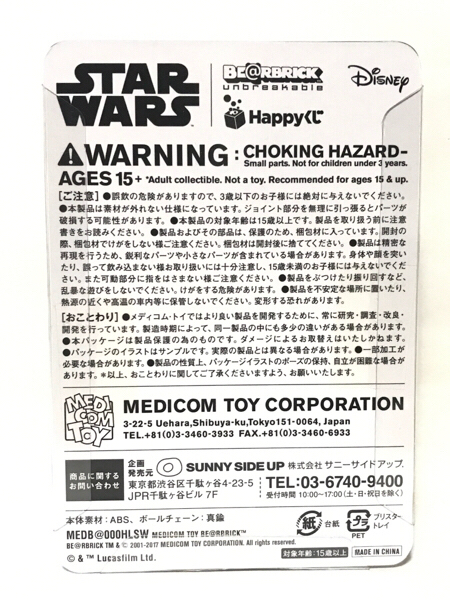 STAR WARS
BE@RBRICK
unbreakable
Happyくじ
Disney
WARNING : CHOKING HAZARD-
Small parts. Not for children under 3 years.
AGES 15+ *Adult collectible. Not a toy. Recommended for ages 15 & up.
[ご注意] ●誤飲の危険がありますので、3歳以下のお子様には絶対に与えないでください。
●本製品は素材が外れない仕様になっています。ジョイント部分を無理に引っ張るとパーツが
破損する可能性があります。●本製品の対象年齢は15歳以上です。製品を取り扱う前に注意
書きをお読みください。●製品およびその部品は、保護のため、梱包材に入っています。開封の
際、梱包材でけがをしない様ご注意ください。梱包材は開封後に捨ててください。●製品は精密な
再現を行うため、鋭利なパーツや小さなパーツが含まれている場合があります。身体や顔を突い
たり、誤って飲み込まない様お取り扱いには十分注意し、15歳未満のお子様には与えないでくださ
い。また可動部分に指をはさまない様ご注意ください。●製品をぶつけたり振り回すなど、
乱暴な遊びをしないでください。けがをする危険があります。●製品を不安定な場所に置いたり、
熱源の近くや高温の車内等に保管しないでください。変形する恐れがあります。
[おことわり] ●メディコム・トイではより良い製品を開発するために、常に研究・調査・改良・
開発を行っています。製造時期によって、同一製品の中にも多少の違いがある場合があります。
●本パッケージは製品保護の為のものです。ダメージによるお取替えはいたしかねます。
●パッケージのイラストはサンプルです。実際の製品とは異なる場合があります。●一部加工が
必要な場合があります。●製品の性質上、パッケージイラストのポーズの保持、自立が困難な場合が
あります。*以上、おことわりに関してご了承くださいますよう、お願いいたします。
MEDI COM TOY
MEDICOM TOY CORPORATION
3-22-5 Uehara,Shibuya-ku,Tokyo151-0064, Japan
TEL.+81(0)3-3460-3933 FAX.+81(0)3-3460-6933
商品に関する
お問い合わせ
企画
発売元
SUNNY SIDE UP 株式会社 サニーサイドアップ
東京都渋谷区千駄ヶ谷4-23-5
JPR千駄ヶ谷ビル 7F
TEL:03-6740-9400
受付時間 10:00〜17:00(土・日・祝日を除く)
本体素材:ABS、ボールチェーン:真鍮
MEDB@000HLSW MEDICOM TOY BE@RBRICK™
BE@RBRICK TM & © 2001-2017 MEDICOM TOY CORPORATION. All rights reserved.
© & ™ Lucasfilm Ltd.
紙
台紙
PET
ブリスター
トレイ
対象年齢:15歳以上
MADE IN CHINA